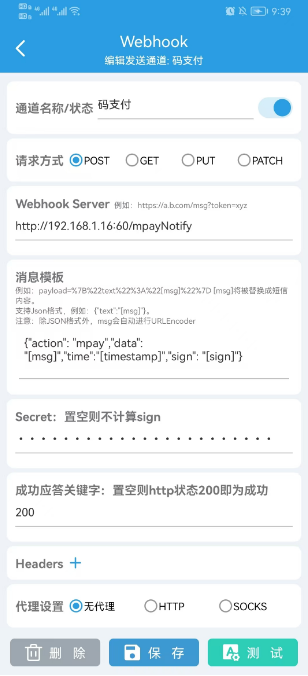 9:39
Webhook
编辑发送通道: 码支付
通道名称/状态 码支付
请求方式 POST GET PUT PATCH
Webhook Server 例如：https://a.b.com/msg?token=xyz
http://192.168.1.16:60/mpayNotify
消息模板
例如：payload=%7B%22text%22%3A%22[msg]%22%7D [msg]将被替换成短信
内容。
支持Json格式，例如：{"text":"[msg]"}。
注意：除JSON格式外，msg会自动进行URLEncoder
{"action": "mpay","data":
"[msg]","time":"[timestamp]","sign": "[sign]"}
Secret：置空则不计算sign
成功应答关键字：置空则http状态200即为成功
200
Headers +
代理设置 无代理 HTTP SOCKS
删 除 保 存 测 试